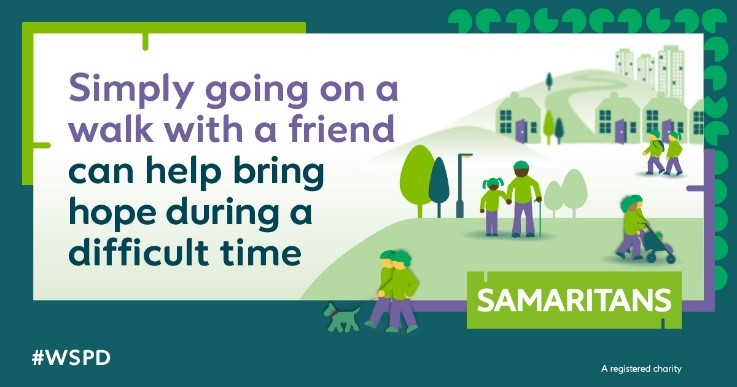 Simply going on a
walk with a friend
can help bring
hope during a
difficult time
SAMARITANS
#WSPD
A registered charity